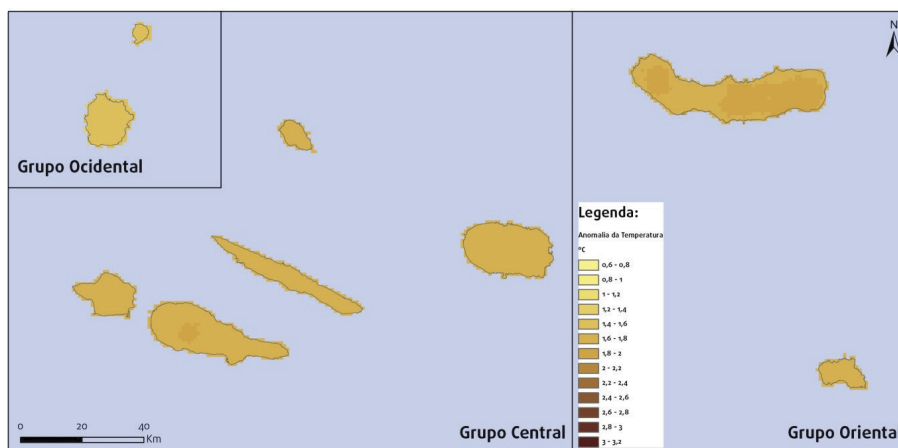 N
Grupo Ocidental
Legenda:
Anomalia da Temperatura
ºC
0,6 - 0,8
0,8 - 1
1 - 1,2
1,2 - 1,4
1,4 - 1,6
1,6 - 1,8
1,8 - 2
2 - 2,2
2,2 - 2,4
2,4 - 2,6
2,6 - 2,8
2,8 - 3
3 - 3,2
0 20 40
Km
Grupo Central
Grupo Orienta